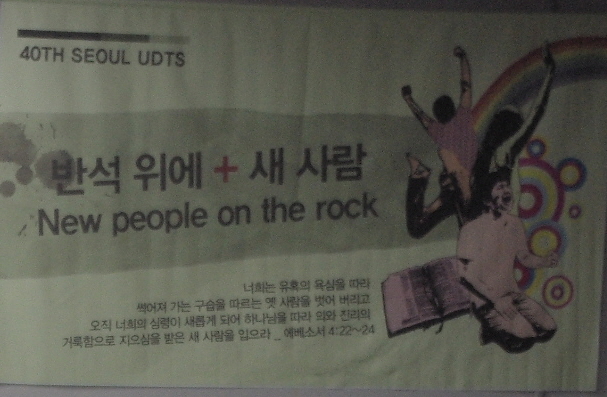 40TH SEOUL UDTS
반석 위에 + 새 사람
New people on the rock
너희는 유혹의 욕심을 따라
썩어져 가는 구습을 따르는 옛 사람을 벗어 버리고
오직 너희의 심령이 새롭게 되어 하나님을 따라 의와 진리의
거룩함으로 지으심을 받은 새 사람을 입으라 _ 에베소서 4:22~24